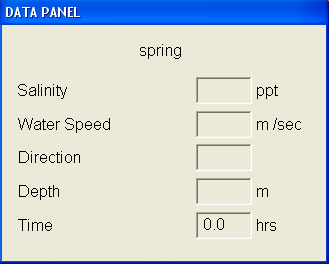 DATA PANEL
spring
Salinity ppt
Water Speed m /sec
Direction
Depth m
Time 0.0 hrs